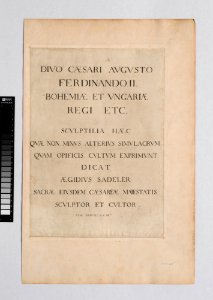 DIVO CÆSARI AVGVSTO
FERDINANDO II.
BOHEMIÆ ET VNGARIÆ
REGI ETC.
SCVLPTILIA HÆC
QVÆ NON MINVS ALTERIVS SIMVLACRVM
QVAM OPIFICIS CVLTVM EXPRIMVNT
DICAT
ÆGIDIVS SADELER
SACRÆ EIVSDEM CÆSAREÆ MAIESTATIS
SCVLPTOR ET CVLTOR.